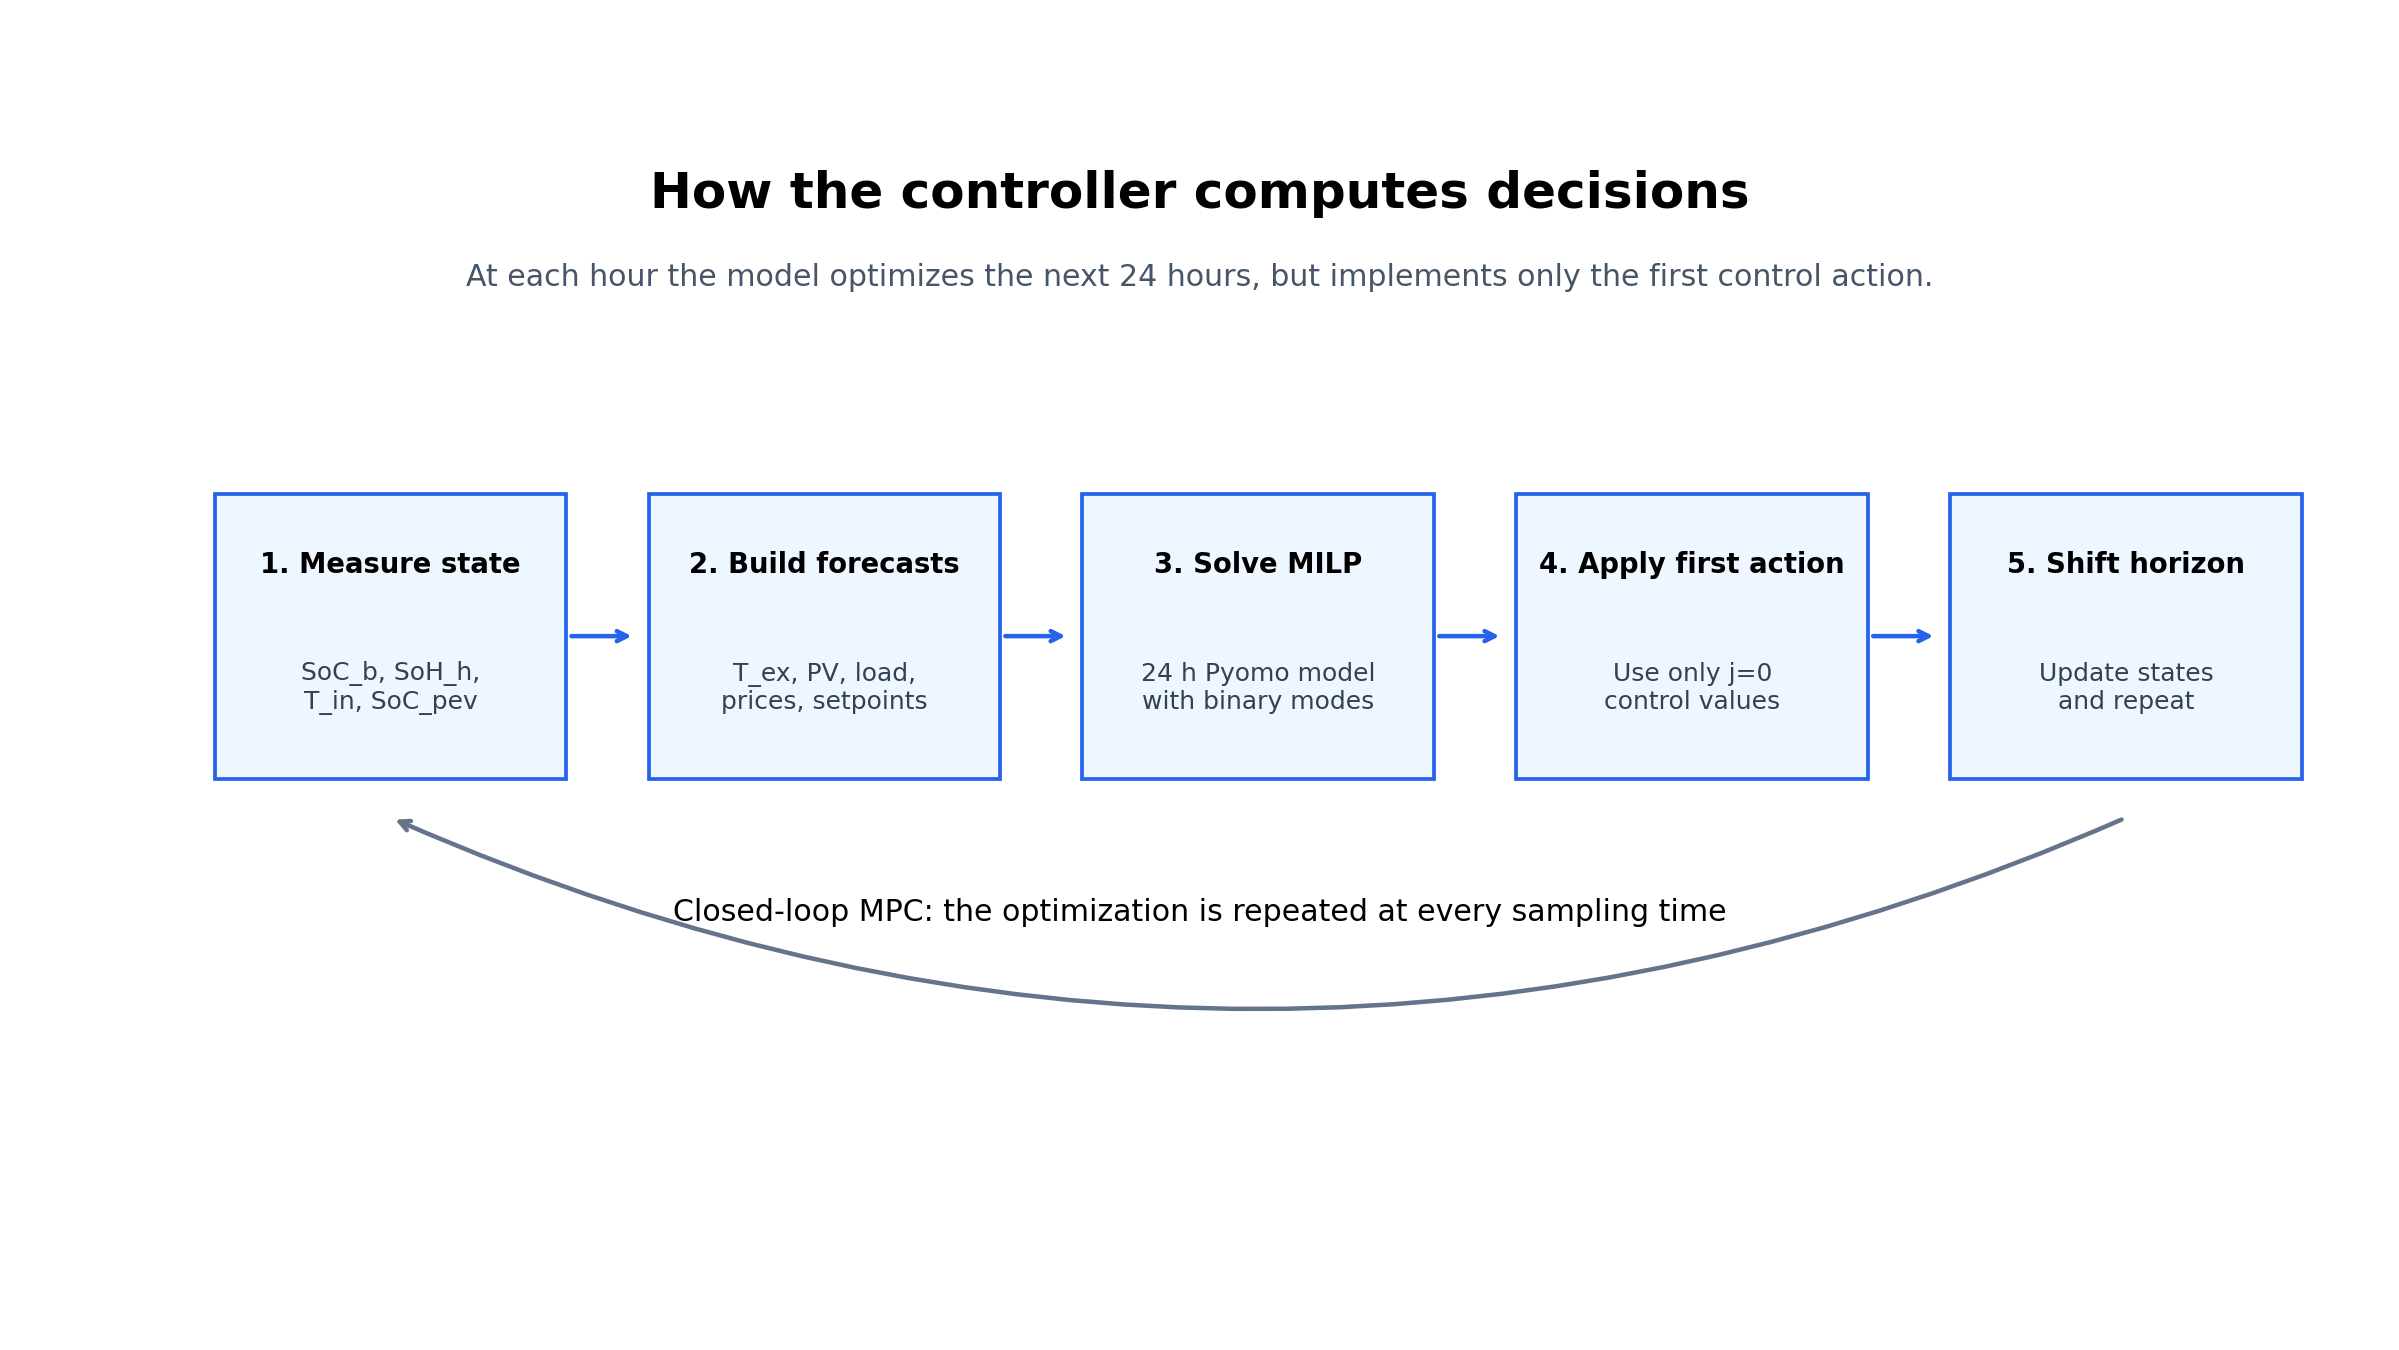 How the controller computes decisions
At each hour the model optimizes the next 24 hours, but implements only the first control action.
1. Measure state
SoC_b, SoH_h,
T_in, SoC_pev
2. Build forecasts
T_ex, PV, load,
prices, setpoints
3. Solve MILP
24 h Pyomo model
with binary modes
4. Apply first action
Use only j=0
control values
5. Shift horizon
Update states
and repeat
Closed-loop MPC: the optimization is repeated at every sampling time